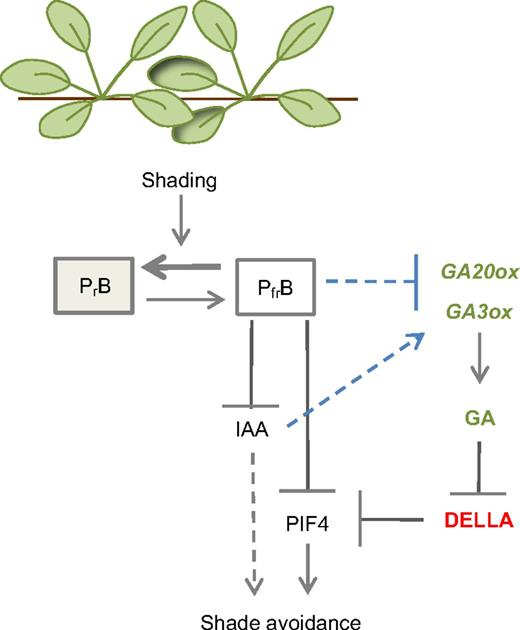 Shading
PrB
PfrB
GA20ox
GA3ox
IAA
GA
PIF4
DELLA
Shade avoidance